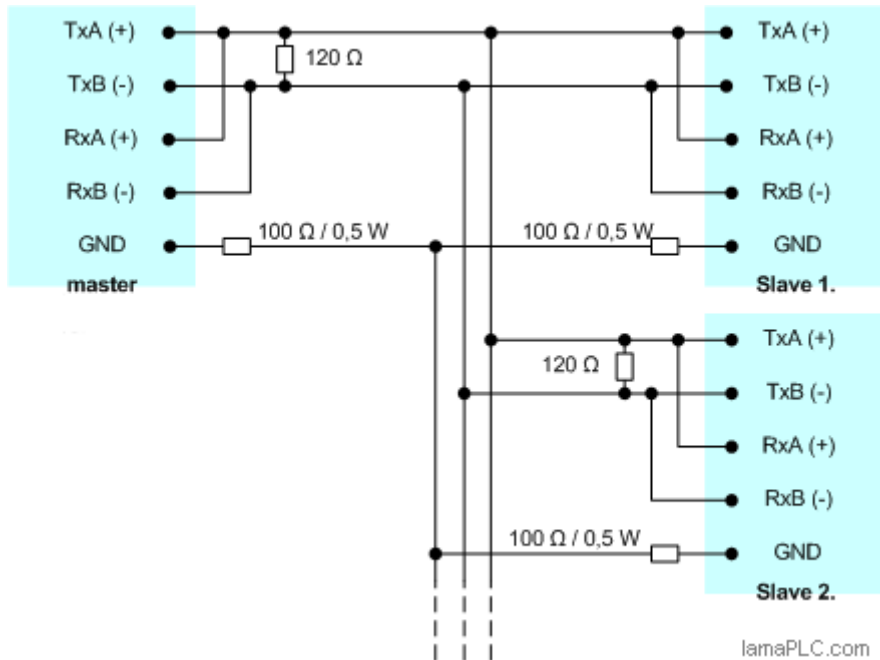 TxA (+)
TxB (-)
RxA (+)
RxB (-)
GND
master
120 Ω
100 Ω / 0,5 W
100 Ω / 0,5 W
TxA (+)
TxB (-)
RxA (+)
RxB (-)
GND
Slave 1.
120 Ω
100 Ω / 0,5 W
TxA (+)
TxB (-)
RxA (+)
RxB (-)
GND
Slave 2.
lamaPLC.com